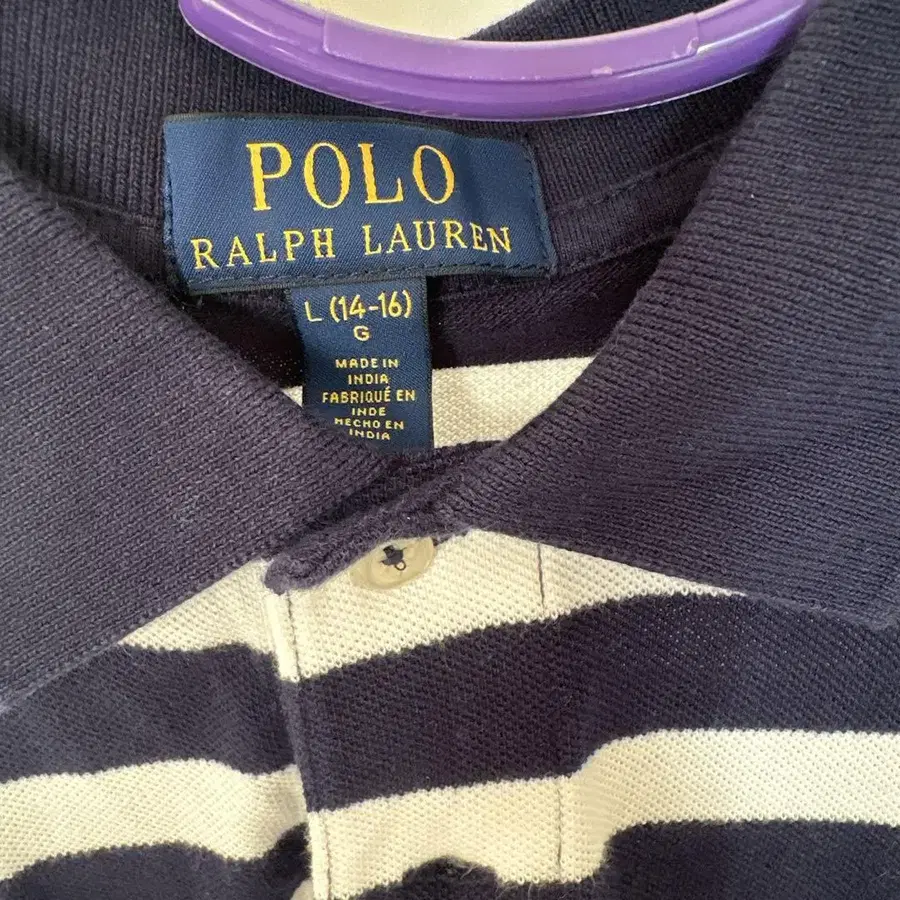 POLO
RALPH LAUREN
L (14-16)
G
MADE IN
INDIA
FABRIQUÉ EN
INDE
HECHO EN
INDIA